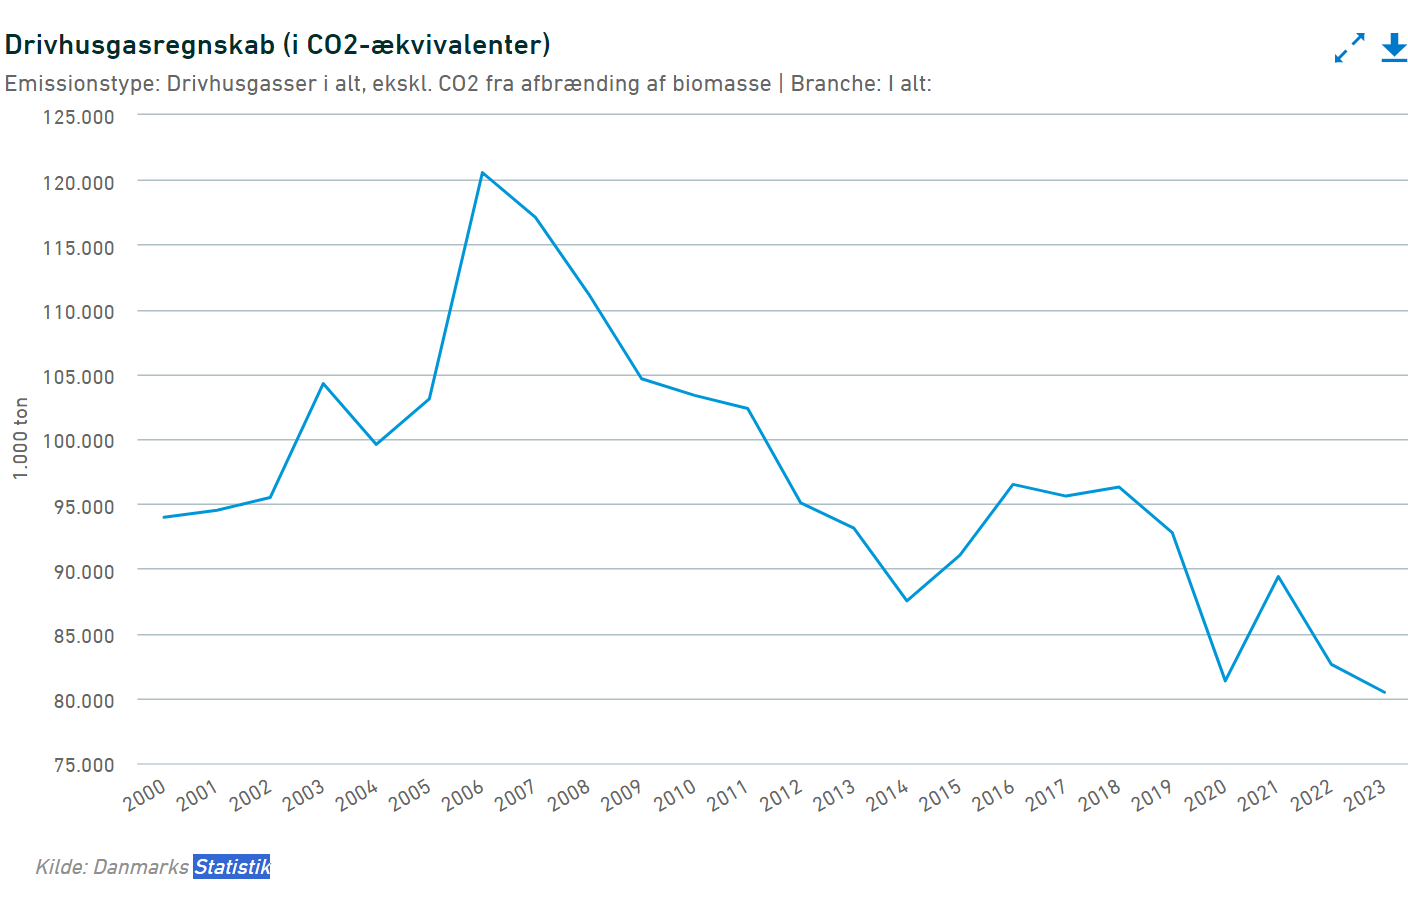 Drivhusgasregnskab (i CO2-ækvivalenter)
Emissionstype: Drivhusgasser i alt, ekskl. CO2 fra afbrænding af biomasse | Branche: I alt:
125.000
120.000
115.000
110.000
105.000
100.000
95.000
90.000
85.000
80.000
75.000
1.000 ton
2000 2001 2002 2003 2004 2005 2006 2007 2008 2009 2010 2011 2012 2013 2014 2015 2016 2017 2018 2019 2020 2021 2022 2023
Kilde: Danmarks Statistik